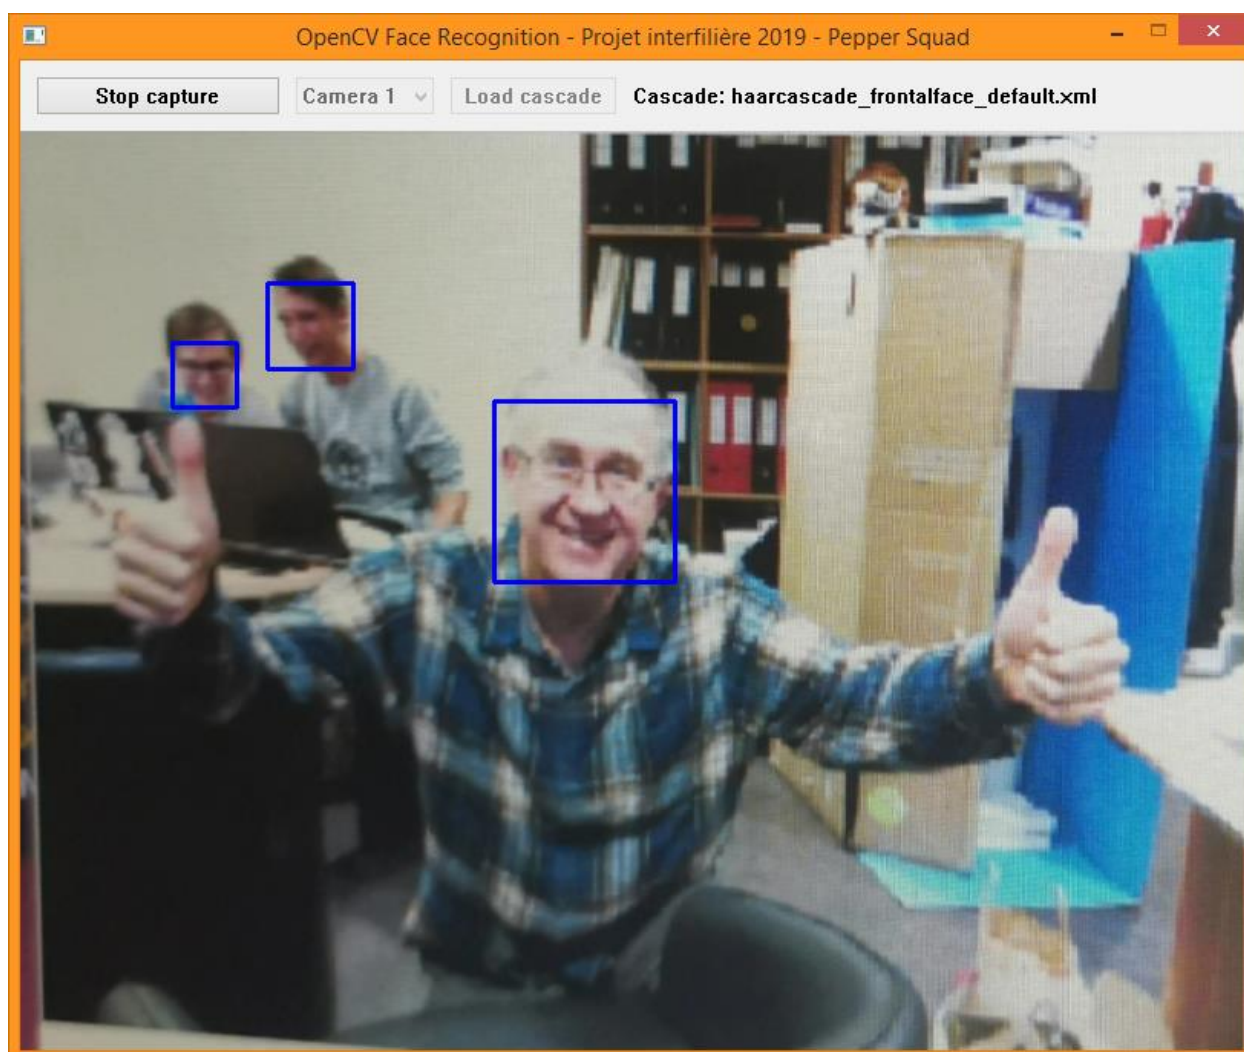 OpenCV Face Recognition - Projet interfilière 2019 - Pepper Squad
Stop capture
Camera 1
Load cascade
Cascade: haarcascade_frontalface_default.xml